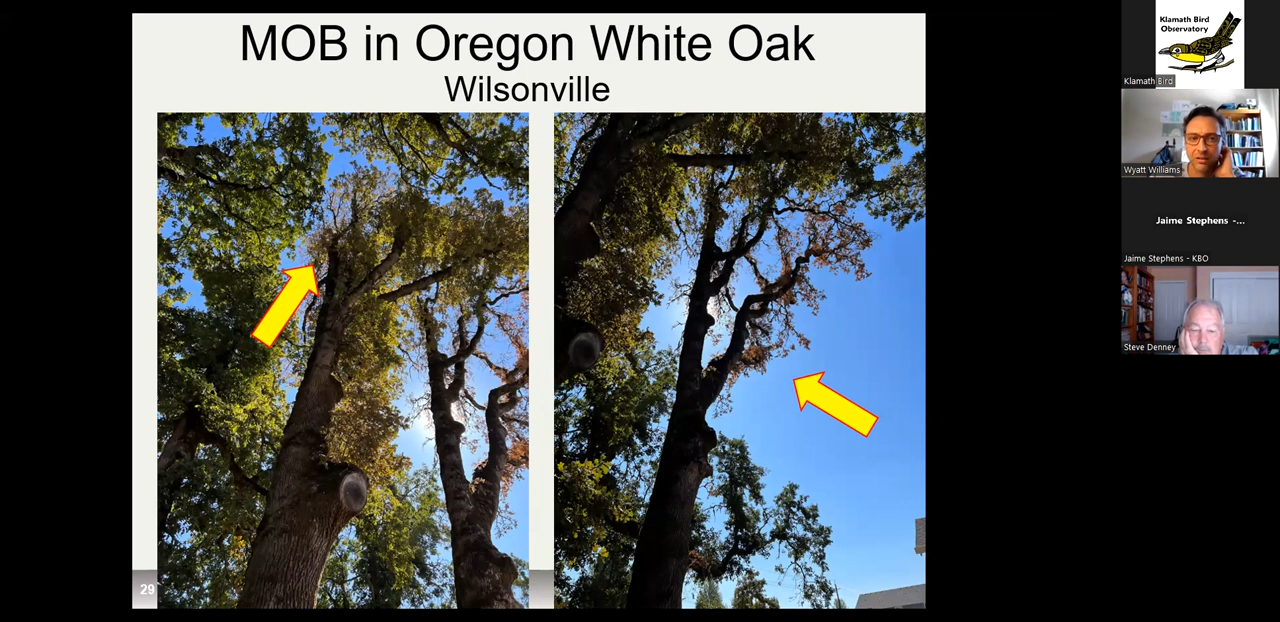 MOB in Oregon White Oak
Wilsonville
29
Klamath Bird
Observatory
Klamath Bird
Wyatt Williams
Jaime Stephens -...
Jaime Stephens - KBO
Steve Denney